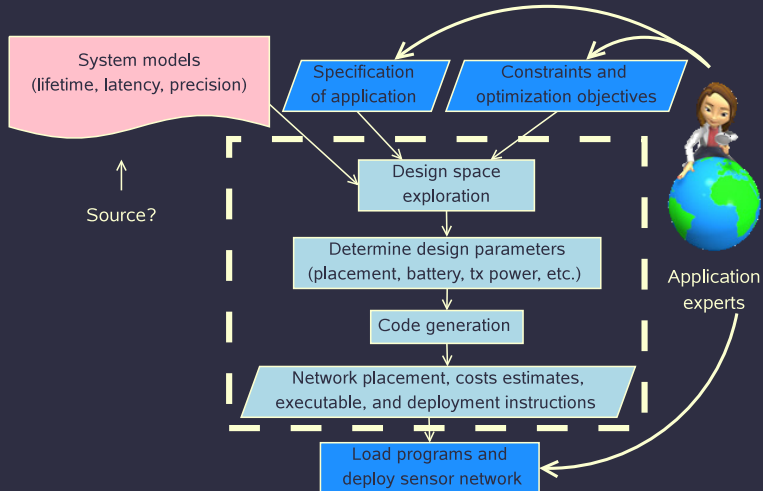 System models
(lifetime, latency, precision)
Specification
of application
Constraints and
optimization objectives
Source?
Design space
exploration
Determine design parameters
(placement, battery, tx power, etc.)
Application
experts
Code generation
Network placement, costs estimates,
executable, and deployment instructions
Load programs and
deploy sensor network